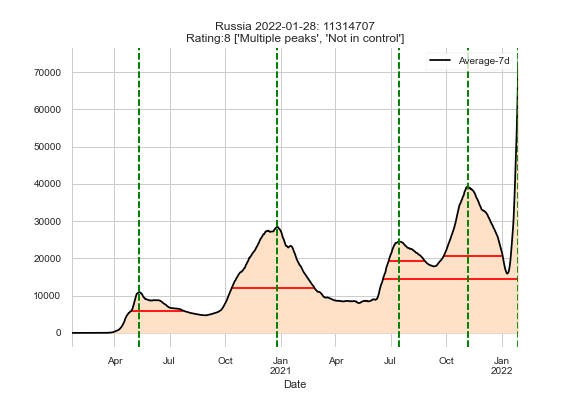 Russia 2022-01-28: 11314707
Rating:8 ['Multiple peaks', 'Not in control']
Average-7d
70000
60000
50000
40000
30000
20000
10000
0
Apr Jul Oct Jan Apr Jul Oct Jan
2021 2022
Date